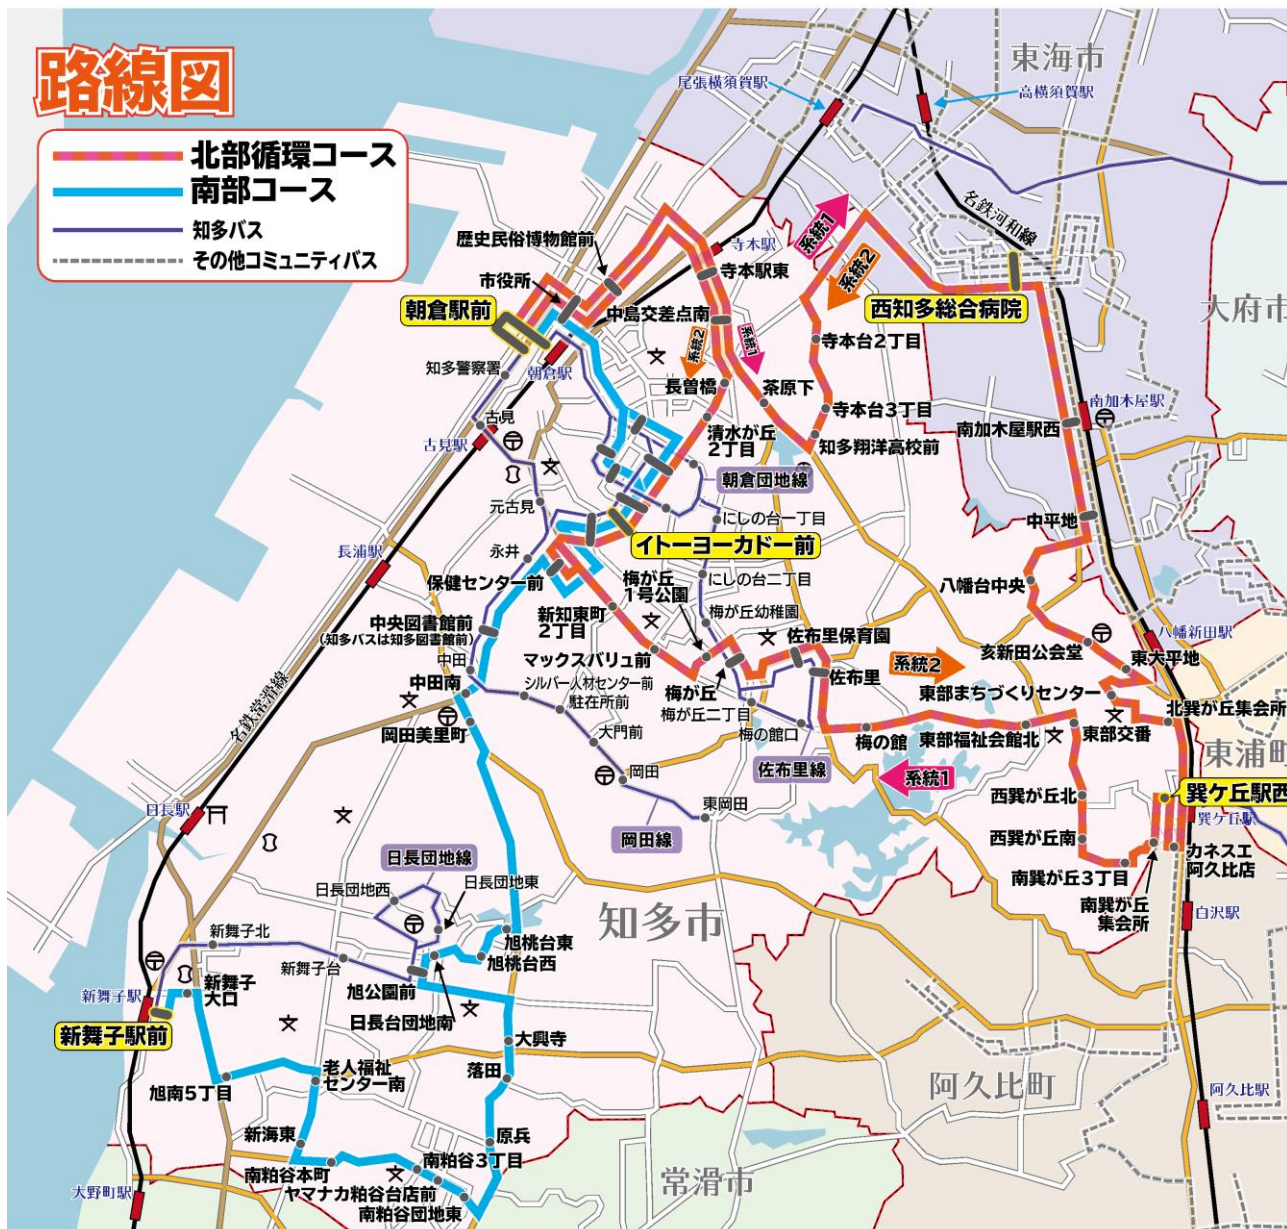 路線図
北部循環コース
南部コース
知多バス
その他コミュニティバス
東海市
尾張横須賀駅
高横須賀駅
名鉄河和線
歴史民俗博物館前
寺本駅
系統1
系統2
市役所
寺本駅東
朝倉駅前
中島交差点南
西知多総合病院
大府市
系統2
系統1
寺本台2丁目
知多警察署
朝倉駅
長曽橋
茶原下
寺本台3丁目
南加木屋駅
古見
清水が丘
2丁目
知多翔洋高校前
南加木屋駅西
古見駅
朝倉団地線
元古見
にしの台一丁目
中平地
イトーヨーカドー前
長浦駅
永井
保健センター前
梅が丘
1号公園
にしの台二丁目
八幡台中央
新知東町
2丁目
梅が丘幼稚園
中央図書館前
(知多バスは知多図書館前)
佐布里保育園
八幡新田駅
亥新田公会堂
中田
マックスバリュ前
佐布里
系統2
東大平地
シルバー人材センター前
中田南
駐在所前
梅が丘
東部まちづくりセンター
名鉄常滑線
梅が丘二丁目
北巽が丘集会所
岡田美里町
大門前
梅の館口
梅の館
東部福祉会館北
東部交番
東浦町
岡田
佐布里線
系統1
西巽が丘北
巽ケ丘駅西
日長駅
東岡田
巽ケ丘駅
岡田線
西巽が丘南
カネスエ
阿久比店
日長団地線
南巽が丘3丁目
日長団地西
日長団地東
南巽が丘
集会所
知多市
白沢駅
新舞子北
旭桃台東
旭桃台西
新舞子台
新舞子駅
新舞子
大口
旭公園前
日長台団地南
新舞子駅前
大興寺
落田
旭南5丁目
老人福祉
センター南
阿久比町
阿久比駅
新海東
原兵
南粕谷3丁目
南粕谷本町
常滑市
大野町駅
ヤマナカ粕谷台店前
南粕谷団地東